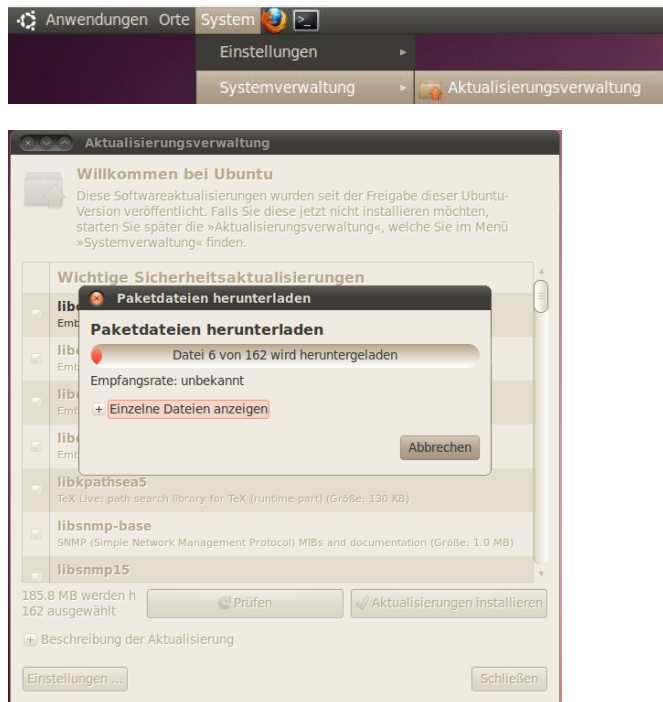 Anwendungen Orte System
Einstellungen
Systemverwaltung
Aktualisierungsverwaltung
Aktualisierungsverwaltung
Willkommen bei Ubuntu
Diese Softwareaktualisierungen wurden seit der Freigabe dieser Ubuntu-
Version veröffentlicht. Falls Sie diese jetzt nicht installieren möchten,
starten Sie später die »Aktualisierungsverwaltung«, welche Sie im Menü
»Systemverwaltung« finden.
Wichtige Sicherheitsaktualisierungen
Paketdateien herunterladen
Paketdateien herunterladen
Datei 6 von 162 wird heruntergeladen
Empfangsrate: unbekannt
Einzelne Dateien anzeigen
Abbrechen
libkpathsea5
TeX Live: path search library for TeX (runtime part) (Größe: 130 KB)
libsnmp-base
SNMP (Simple Network Management Protocol) MIBs and documentation (Größe: 1.0 MB)
libsnmp15
185.8 MB werden h
162 ausgewählt
Prüfen
Aktualisierungen installieren
Beschreibung der Aktualisierung
Einstellungen ...
Schließen